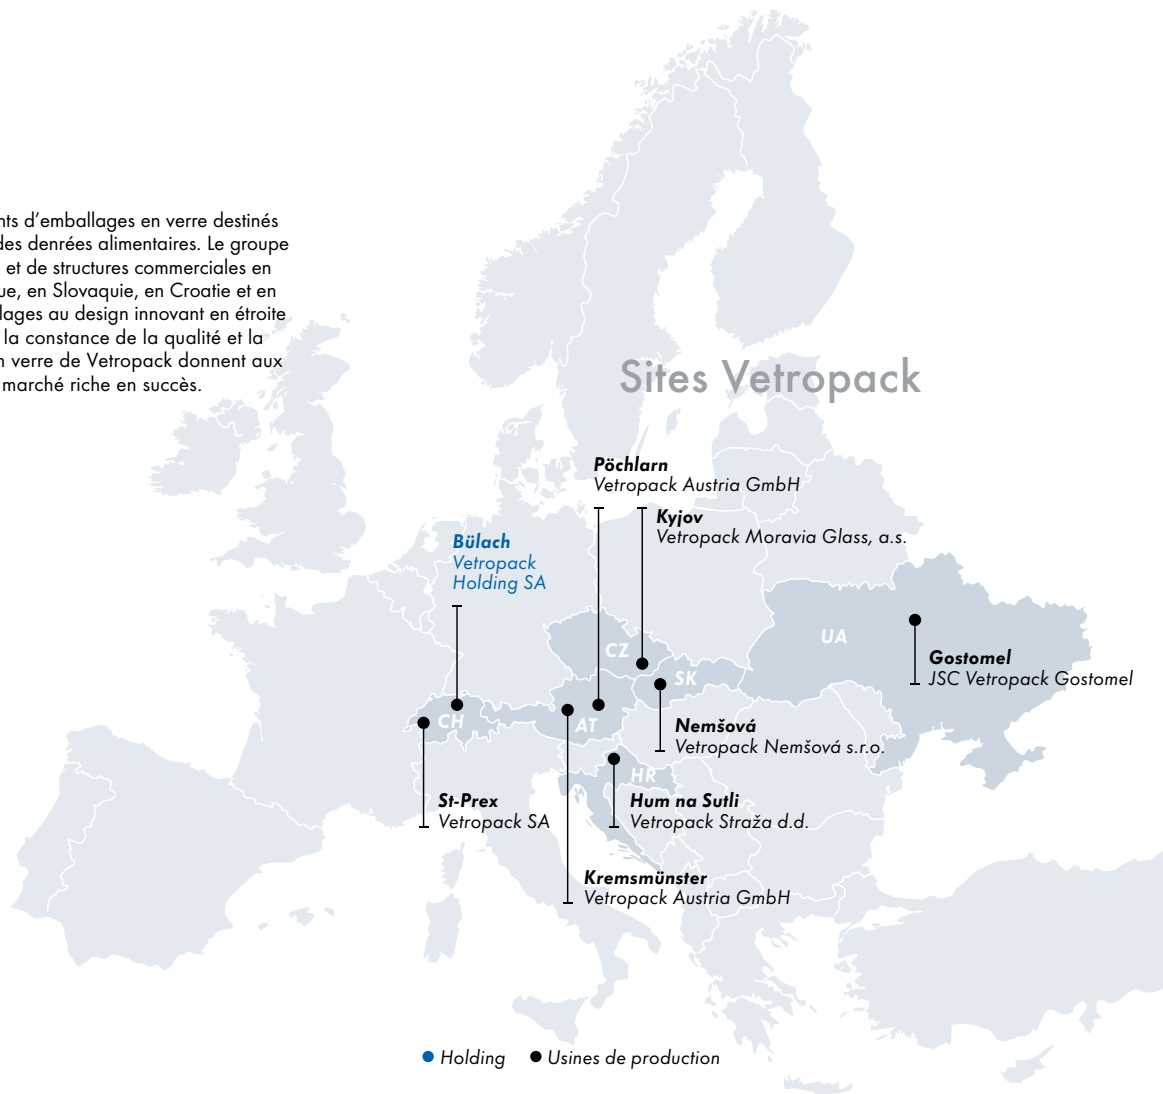 nts d’emballages en verre destinés
des denrées alimentaires. Le groupe
et de structures commerciales en
ue, en Slovaquie, en Croatie et en
lages au design innovant en étroite
la constance de la qualité et la
n verre de Vetropack donnent aux
marché riche en succès.
Sites Vetropack
Pöchlarn
Vetropack Austria GmbH
Kyjov
Vetropack Moravia Glass, a.s.
Bülach
Vetropack
Holding SA
CZ
UA
SK
Gostomel
JSC Vetropack Gostomel
CH
AT
Nemšová
Vetropack Nemšová s.r.o.
HR
St-Prex
Vetropack SA
Hum na Sutli
Vetropack Straža d.d.
Kremsmünster
Vetropack Austria GmbH
Holding
Usines de production